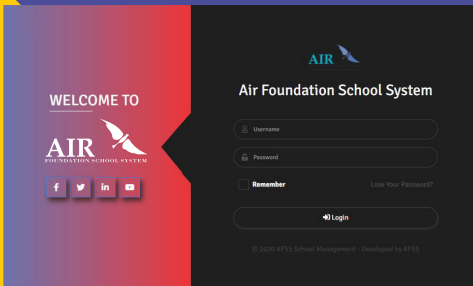 WELCOME TO
AIR
FOUNDATION SCHOOL SYSTEM
AIR
Air Foundation School System
Username
Password
Remember
Lose Your Password?
Login
© 2020 AFSS School Management - Developed by AFSS